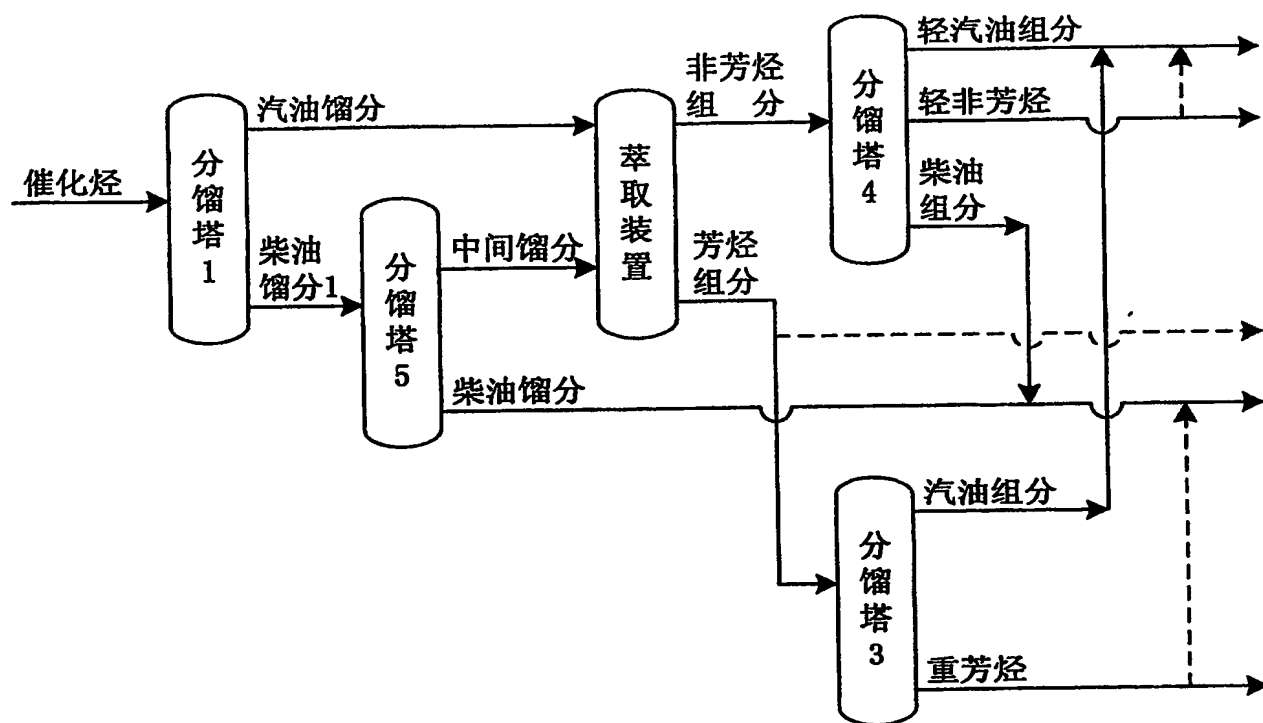 催化烃
分馏塔1
汽油馏分
柴油
馏分1
分馏塔5
中间馏分
柴油馏分
萃取装置
非芳烃
组 分
芳烃
组分
分馏塔4
轻汽油组分
轻非芳烃
柴油
组分
分馏塔3
汽油组分
重芳烃